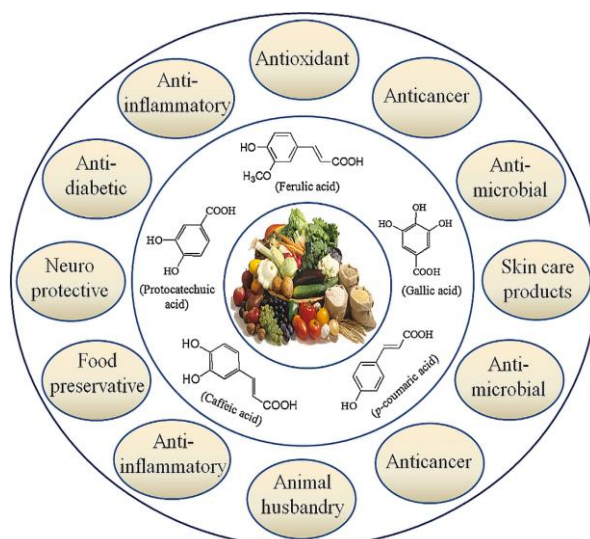 Antioxidant
Anticancer
Anti-
microbial
Skin care
products
Anti-
microbial
Anticancer
Animal
husbandry
Anti-
inflammatory
Food
preservative
Neuro
protective
Anti-
diabetic
Anti-
inflammatory
HO
COOH
H₃CO
(Ferulic acid)
OH
HO
OH
COOH
(Gallic acid)
COOH
HO
(p-coumaric acid)
HO
HO
COOH
(Caffeic acid)
COOH
HO
OH
(Protocatechuic
acid)